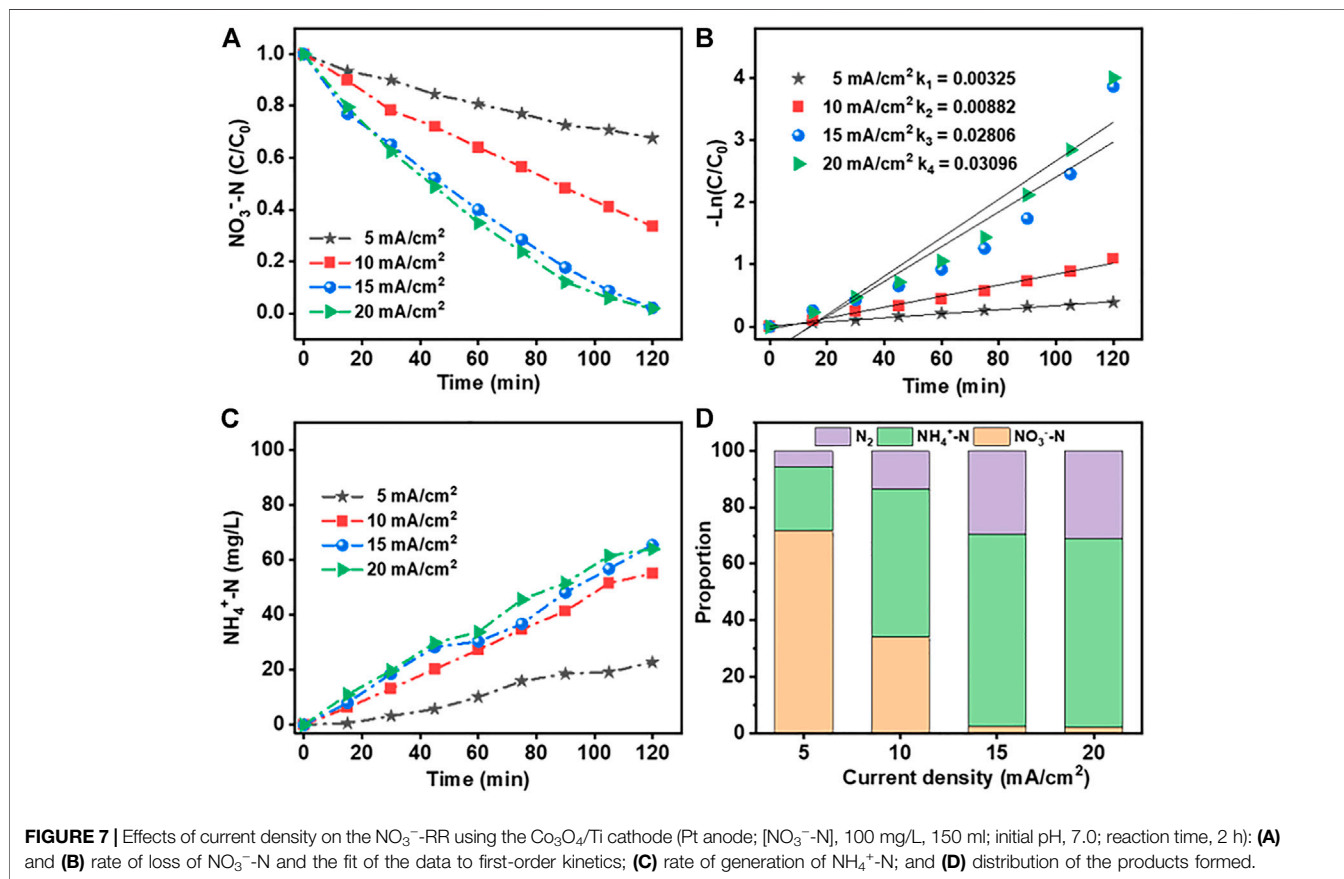 A
NO₃⁻-N (C/C₀)
1.0
0.8
0.6
0.4
0.2
0.0
5 mA/cm²
10 mA/cm²
15 mA/cm²
20 mA/cm²
0 20 40 60 80 100 120
Time (min)
B
-Ln(C/C₀)
4
3
2
1
0
5 mA/cm² k₁ = 0.00325
10 mA/cm² k₂ = 0.00882
15 mA/cm² k₃ = 0.02806
20 mA/cm² k₄ = 0.03096
0 20 40 60 80 100 120
Time (min)
C
NH₄⁺-N (mg/L)
100
80
60
40
20
0
5 mA/cm²
10 mA/cm²
15 mA/cm²
20 mA/cm²
0 20 40 60 80 100 120
Time (min)
D
N₂ NH₄⁺-N NO₃⁻-N
Proportion
100
80
60
40
20
0
5 10 15 20
Current density (mA/cm²)
FIGURE 7 | Effects of current density on the NO₃⁻-RR using the Co₃O₄/Ti cathode (Pt anode; [NO₃⁻-N], 100 mg/L, 150 ml; initial pH, 7.0; reaction time, 2 h): (A)
and (B) rate of loss of NO₃⁻-N and the fit of the data to first-order kinetics; (C) rate of generation of NH₄⁺-N; and (D) distribution of the products formed.